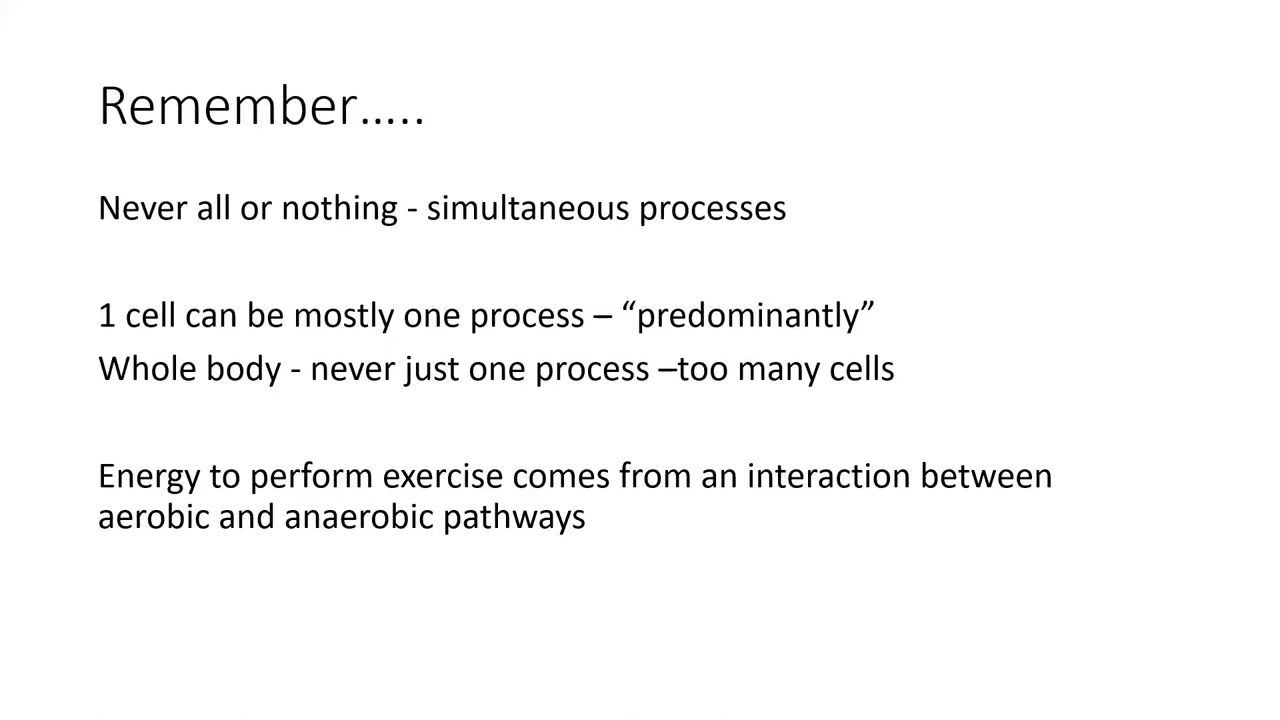 Remember…..
Never all or nothing - simultaneous processes
1 cell can be mostly one process – “predominantly”
Whole body - never just one process –too many cells
Energy to perform exercise comes from an interaction between
aerobic and anaerobic pathways